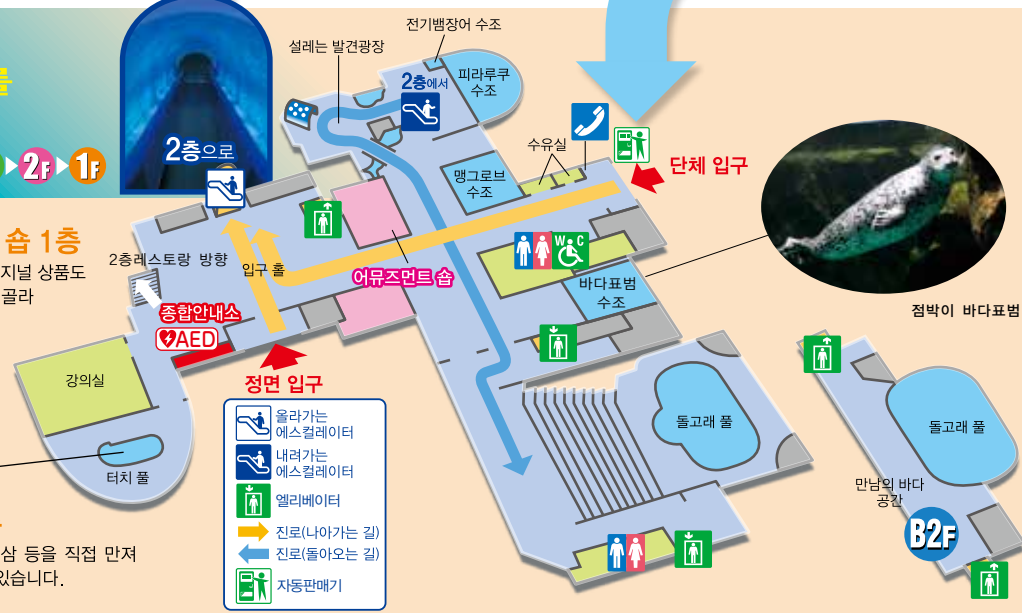 를
2F 1F
숍 1층
지널 상품도
골라
2층으로
설레는 발견광장
전기뱀장어 수조
2층에서
피라루쿠
수조
맹그로브
수조
수유실
단체 입구
2층레스토랑 방향
입구 홀
어뮤즈먼트 숍
종합안내소
AED
정면 입구
W C
바다표범
수조
점박이 바다표범
강의실
터치 풀
돌고래 풀
돌고래 풀
만남의 바다
공간
B2F
올라가는
에스컬레이터
내려가는
에스컬레이터
엘리베이터
진로(나아가는 길)
진로(돌아오는 길)
자동판매기
삼 등을 직접 만져
있습니다.